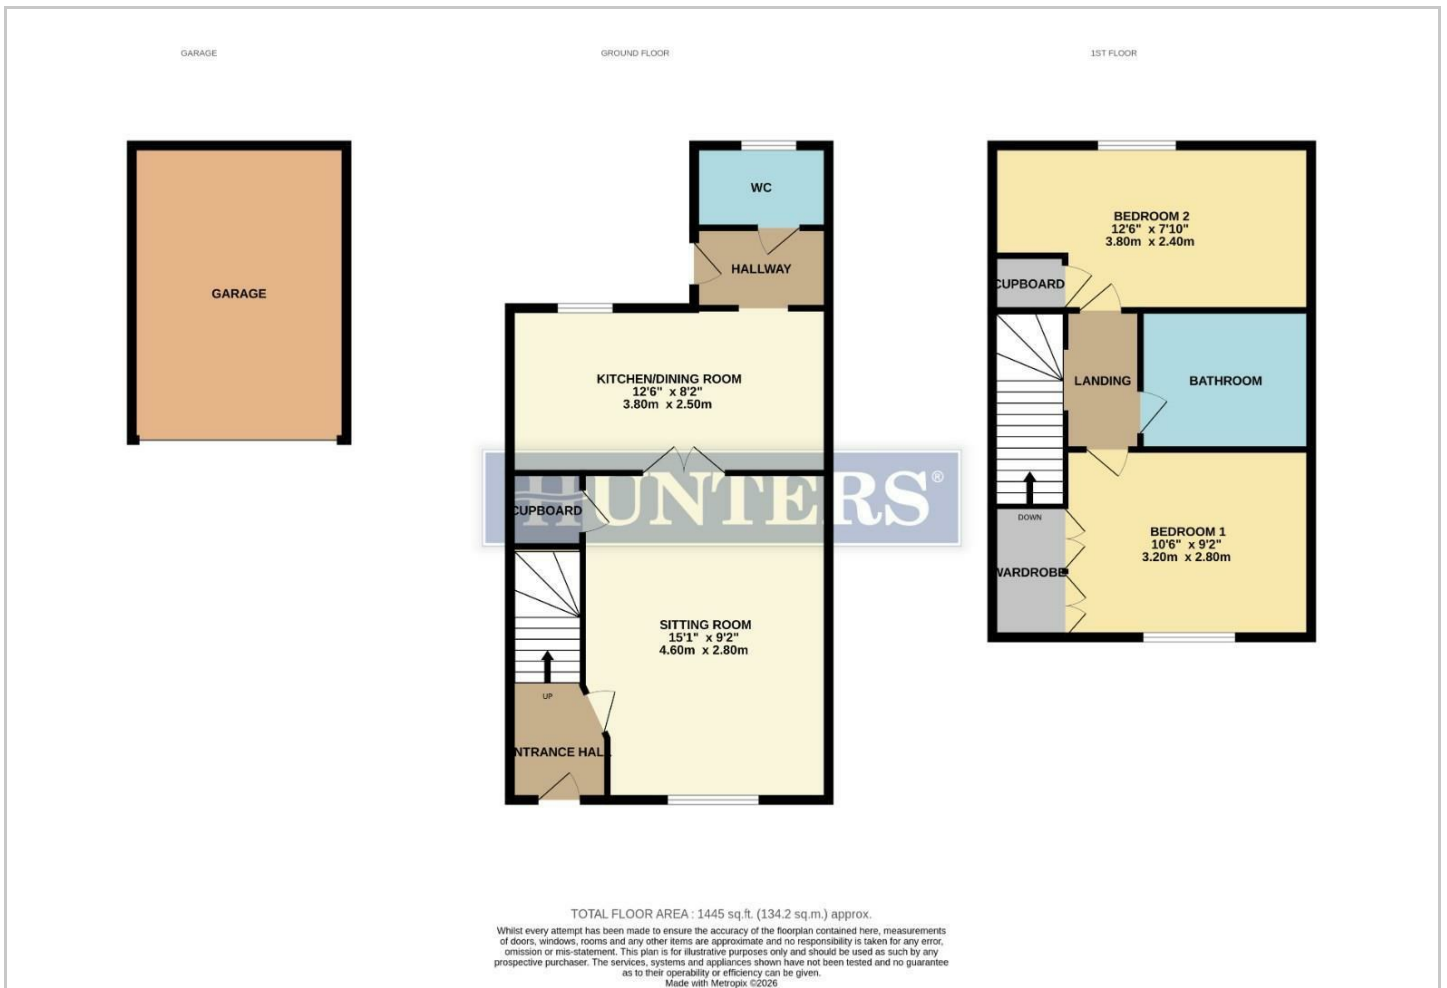 GARAGE
GROUND FLOOR
1ST FLOOR
GARAGE
WC
HALLWAY
KITCHEN/DINING ROOM
12'6" x 8'2"
3.80m x 2.50m
CUPBOARD
HUNTERS®
SITTING ROOM
15'1" x 9'2"
4.60m x 2.80m
UP
ENTRANCE HALL
BEDROOM 2
12'6" x 7'10"
3.80m x 2.40m
CUPBOARD
LANDING
BATHROOM
DOWN
BEDROOM 1
10'6" x 9'2"
3.20m x 2.80m
WARDROBE
TOTAL FLOOR AREA : 1445 sq.ft. (134.2 sq.m.) approx.
Whilst every attempt has been made to ensure the accuracy of the floorplan contained here, measurements
of doors, windows, rooms and any other items are approximate and no responsibility is taken for any error,
omission or mis-statement. This plan is for illustrative purposes only and should be used as such by any
prospective purchaser. The services, systems and appliances shown have not been tested and no guarantee
as to their operability or efficiency can be given.
Made with Metropix ©2026